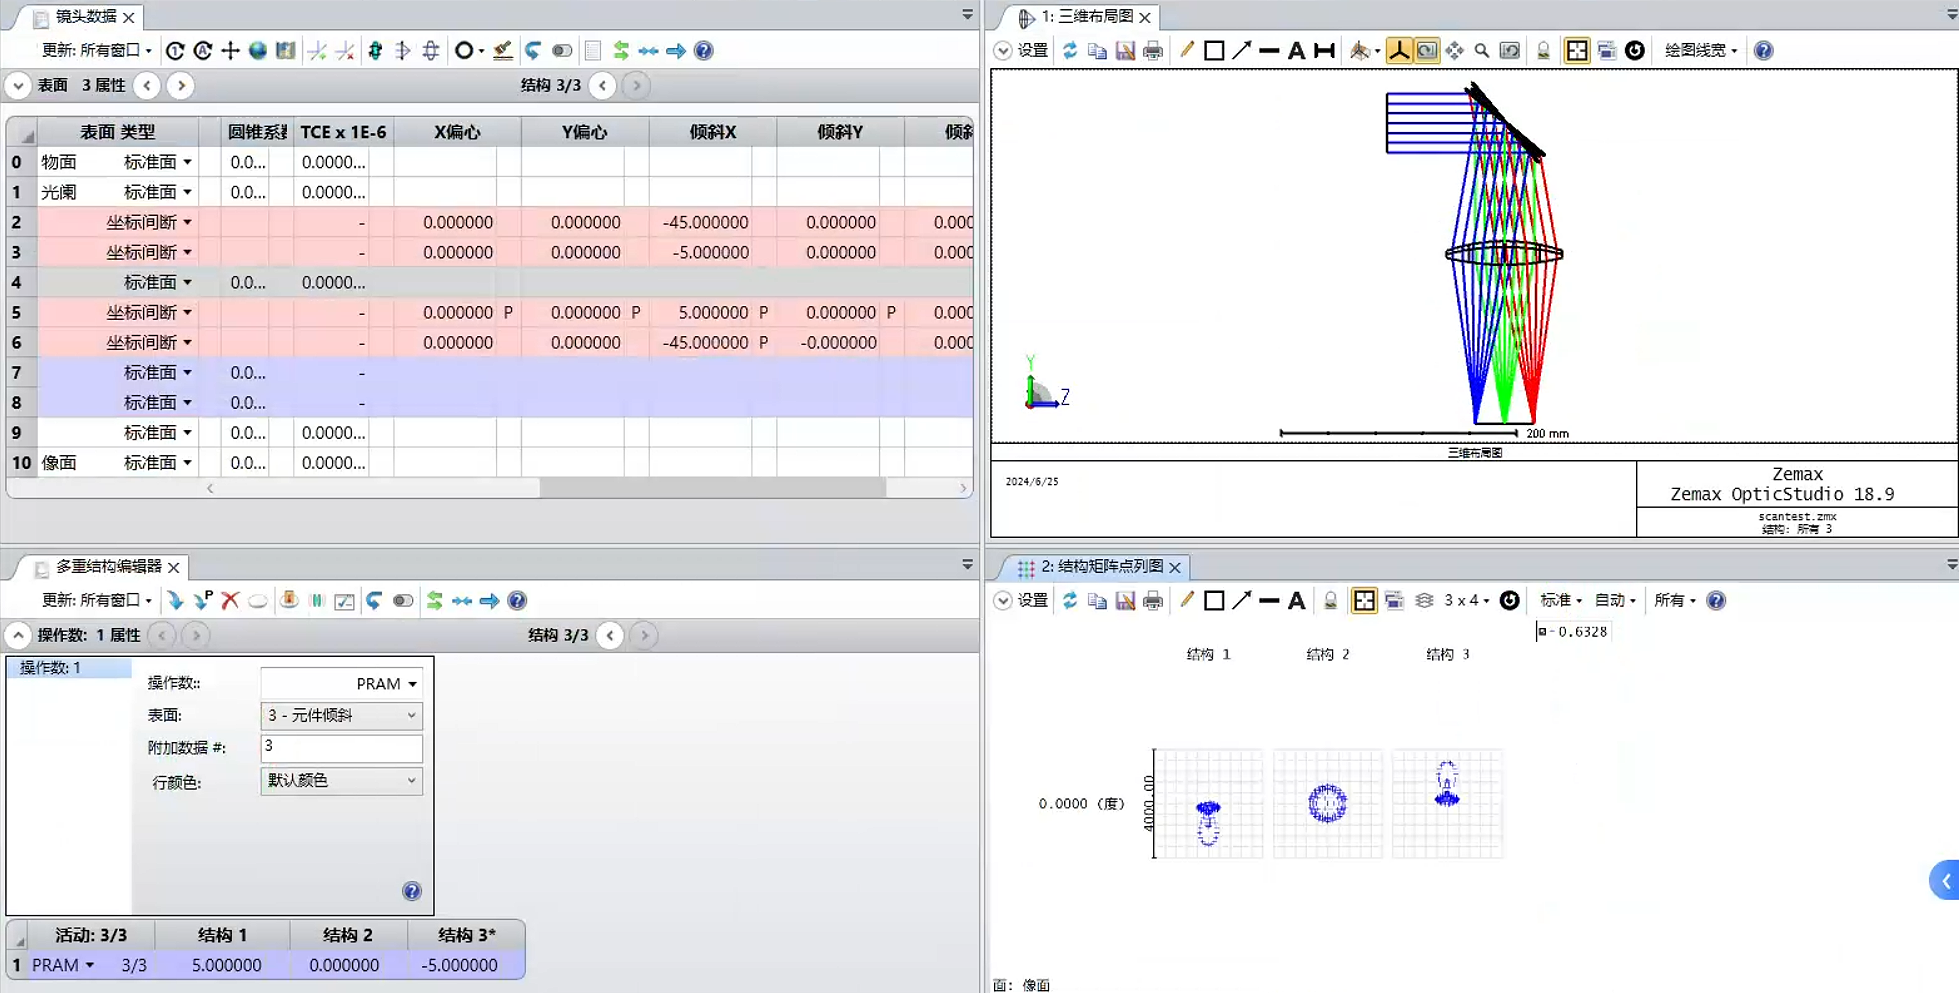 镜头数据
更新: 所有窗口
表面 3 属性
结构 3/3
表面 类型 圆锥系数 TCE x 1E-6 X偏心 Y偏心 倾斜X 倾斜Y 倾斜
0 物面 标准面 0.0... 0.0000...
1 光阑 标准面 0.0... 0.0000...
2 坐标间断 - 0.000000 0.000000 -45.000000 0.000000 0.000
3 坐标间断 - 0.000000 0.000000 -5.000000 0.000000 0.000
4 标准面 0.0... 0.0000...
5 坐标间断 - 0.000000 P 0.000000 P 5.000000 P 0.000000 P 0.000
6 坐标间断 - 0.000000 0.000000 -45.000000 P -0.000000 0.000
7 标准面 0.0... -
8 标准面 0.0... -
9 标准面 0.0... 0.0000...
10 像面 标准面 0.0... 0.0000...
1: 三维布局图
设置 绘图线宽
Y
Z
200 mm
三维布局图
2024/6/25
Zemax
Zemax OpticStudio 18.9
scantest.zmx
结构: 所有 3
多重结构编辑器
更新: 所有窗口
操作数: 1 属性
结构 3/3
操作数: 1
操作数:: PRAM
表面: 3 - 元件倾斜
附加数据 #: 3
行颜色: 默认颜色
活动: 3/3 结构 1 结构 2 结构 3*
1 PRAM 3/3 5.000000 0.000000 -5.000000
2: 结构矩阵点列图
设置 3 x 4 标准 自动 所有
0.6328
结构 1 结构 2 结构 3
0.0000 (度)
4000.00
面: 像面